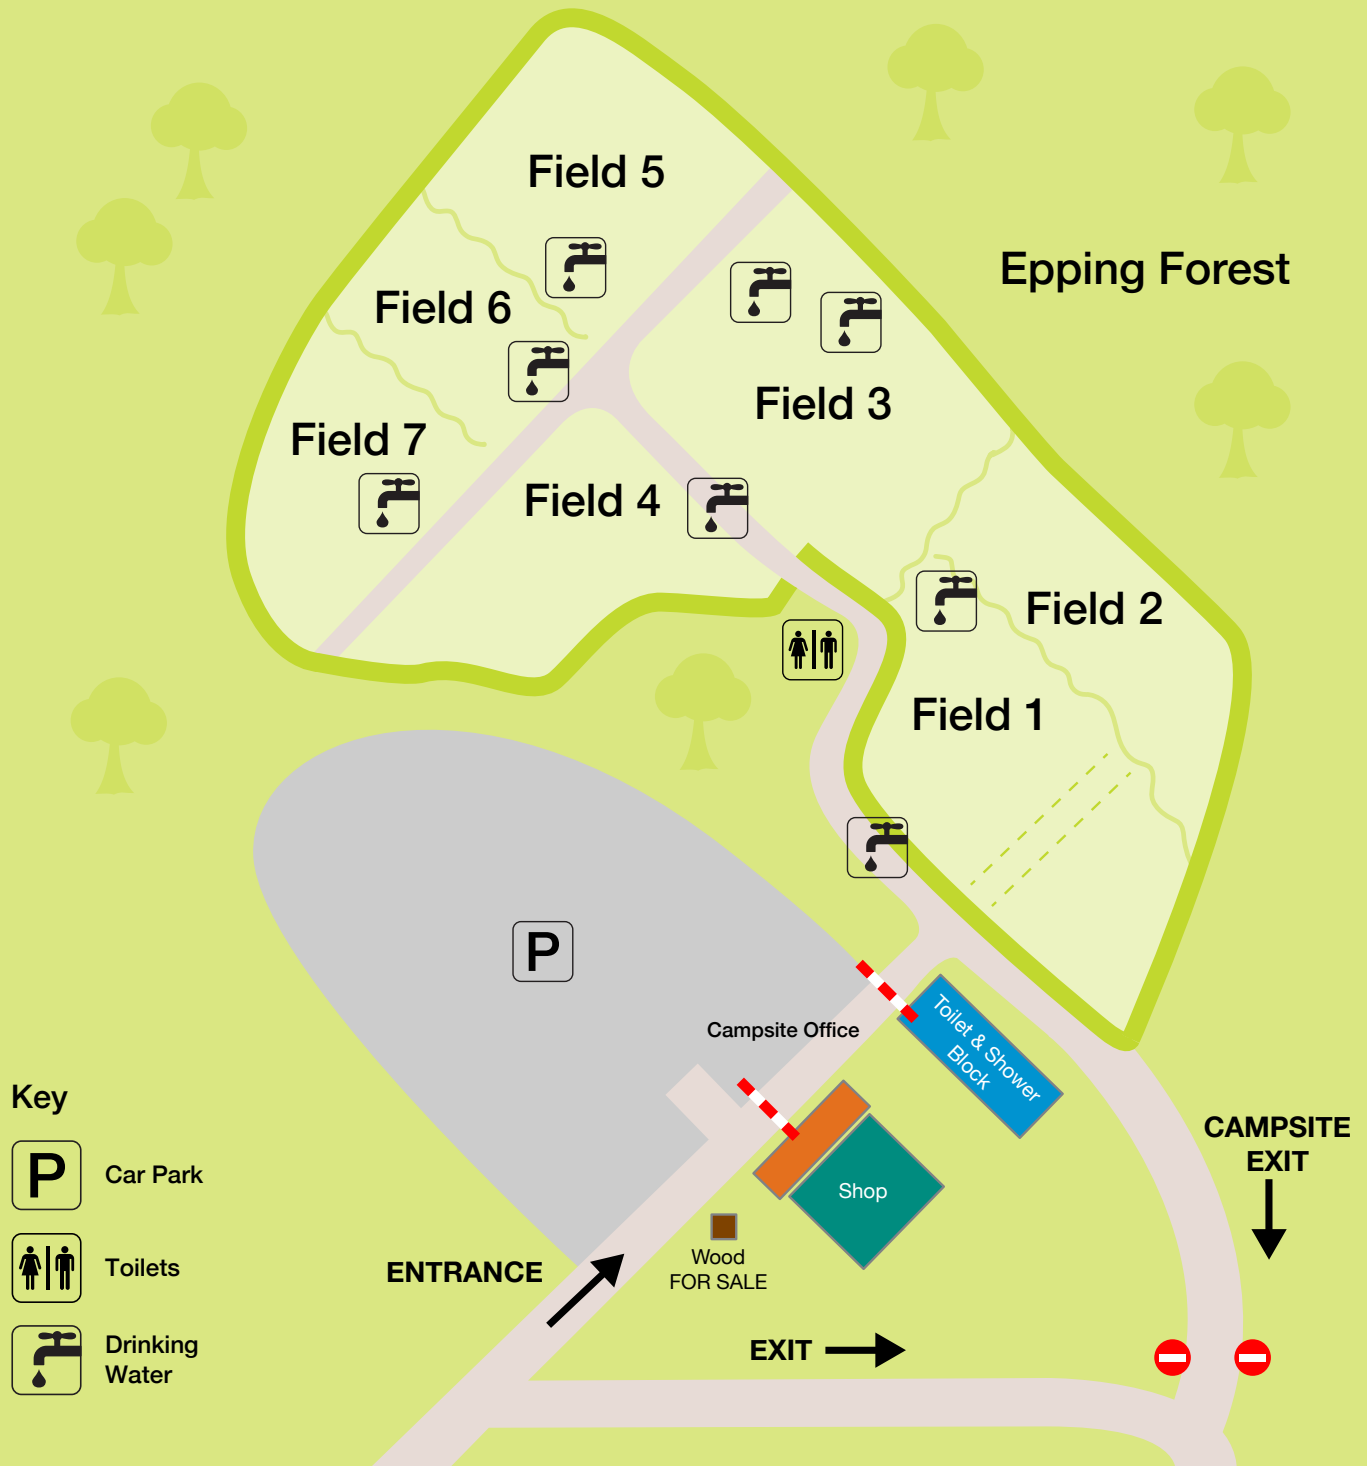 Field 5
Epping Forest
Field 6
Field 3
Field 7
Field 4
Field 2
Field 1
P
Toilet & Shower
Block
Campsite Office
Key
P
Car Park
CAMPSITE
EXIT
Shop
Toilets
Wood
FOR SALE
ENTRANCE
Drinking
Water
EXIT